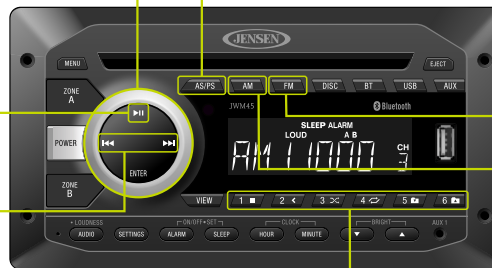 JENSEN
MENU
EJECT
ZONE A
AS/PS AM FM DISC BT USB AUX
JWM45
Bluetooth
SLEEP ALARM
LOUD A B
POWER
ENTER
AM 11000
CH 3
ZONE B
VIEW
1 2 3 4 5 6
• LOUDNESS
ON/OFF•SET
CLOCK
BRIGHT
AUX 1
AUDIO SETTINGS ALARM SLEEP HOUR MINUTE